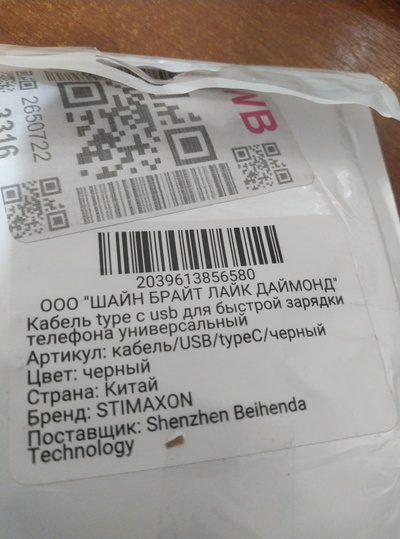 WB
2650722
3316
2039613856580
ООО "ШАЙН БРАЙТ ЛАЙК ДАЙМОНД"
Кабель type c usb для быстрой зарядки
телефона универсальный
Артикул: кабель/USB/typeC/черный
Цвет: черный
Страна: Китай
Бренд: STIMAXON
Поставщик: Shenzhen Beihenda
Technology